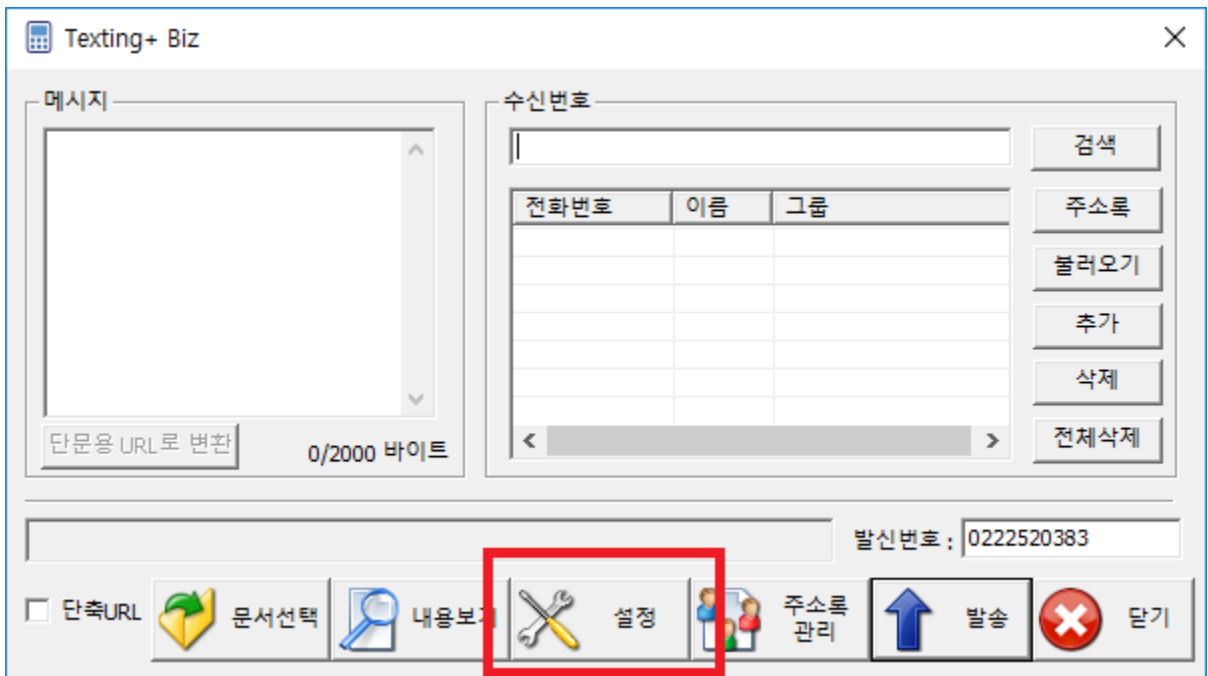 Texting+ Biz
메시지
수신번호
검색
전화번호 이름 그룹
주소록
불러오기
추가
삭제
전체삭제
단문용 URL로 변환
0/2000 바이트
발신번호 : 0222520383
단축URL
문서선택
내용보기
설정
주소록
관리
발송
닫기